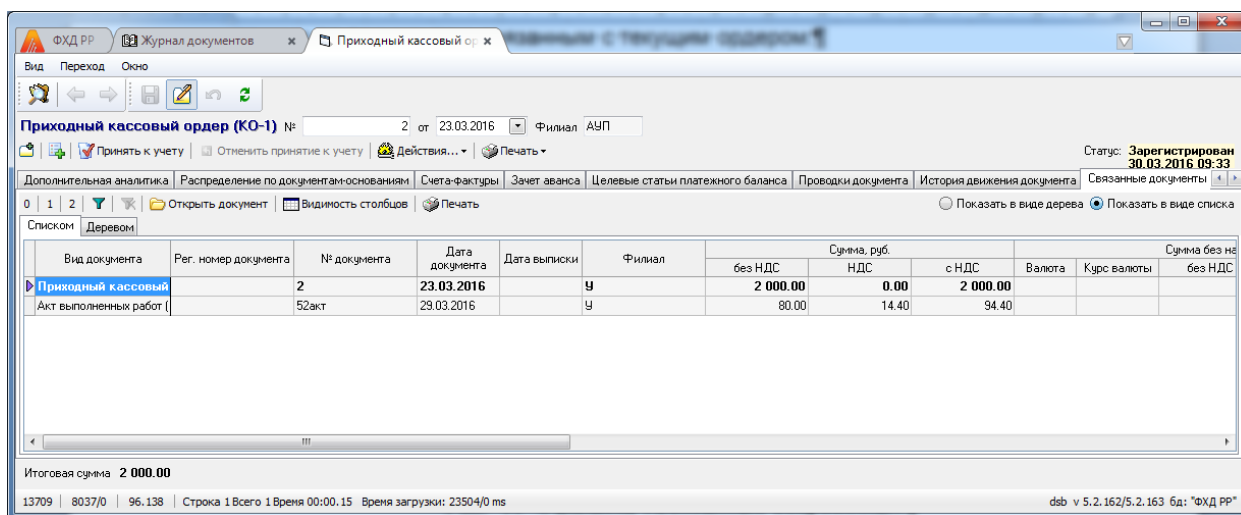 язанным с текущим ордером:¶
ФХД РР Журнал документов Приходный кассовый ор
Вид Переход Окно
Приходный кассовый ордер (КО-1) № 2 от 23.03.2016 Филиал АУП
Принять к учету Отменить принятие к учету Действия... Печать Статус: Зарегистрирован
30.03.2016 09:33
Дополнительная аналитика Распределение по документам-основаниям Счета-фактуры Зачет аванса Целевые статьи платежного баланса Проводки документа История движения документа Связанные документы
0 1 2 Открыть документ Видимость столбцов Печать Показать в виде дерева Показать в виде списка
Списком Деревом
Вид документа Рег. номер документа № документа Дата документа Дата выписки Филиал Сумма, руб. Сумма без на
без НДС НДС с НДС Валюта Курс валюты без НДС
Приходный кассовый 2 23.03.2016 У 2 000.00 0.00 2 000.00
Акт выполненных работ ( 52акт 29.03.2016 У 80.00 14.40 94.40
Итоговая сумма 2 000.00
13709 8037/0 96.138 Строка 1 Всего 1 Время 00:00.15 Время загрузки: 23504/0 ms dsb v 5.2.162/5.2.163 бд: "ФХД РР"